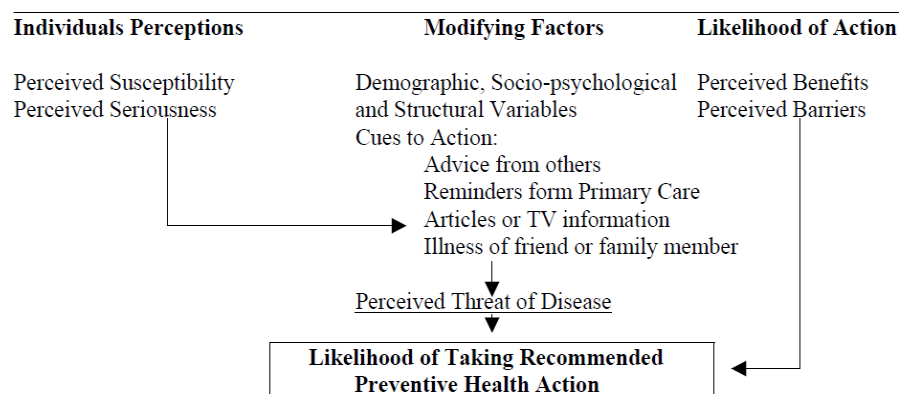 Individuals Perceptions Modifying Factors Likelihood of Action
Perceived Susceptibility Demographic, Socio-psychological Perceived Benefits
Perceived Seriousness and Structural Variables Perceived Barriers
Cues to Action:
Advice from others
Reminders form Primary Care
Articles or TV information
Illness of friend or family member
Perceived Threat of Disease
Likelihood of Taking Recommended
Preventive Health Action